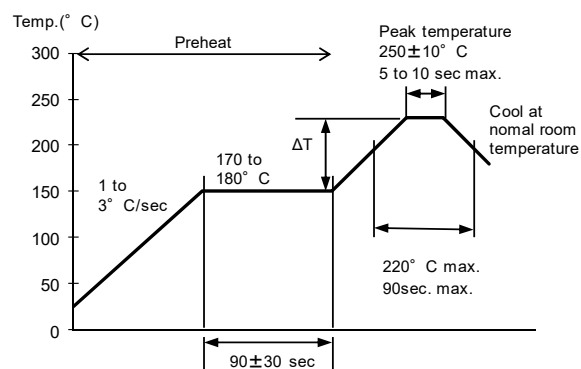 Temp.(° C)
Preheat
Peak temperature
250±10° C
5 to 10 sec max.
300
250
200
150
100
50
0
Cool at
nomal room
temperature
ΔT
170 to
180° C
1 to
3° C/sec
220° C max.
90sec. max.
90±30 sec